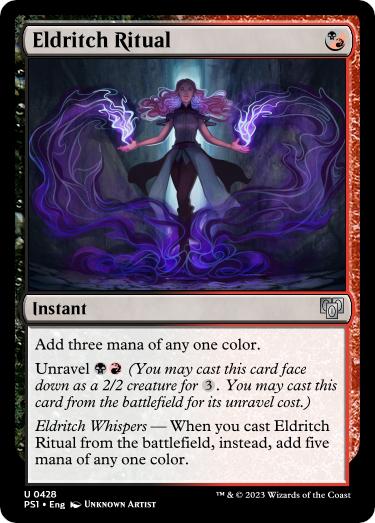 Eldritch Ritual
Instant
Add three mana of any one color.
Unravel (You may cast this card face
down as a 2/2 creature for 3. You may cast this
card from the battlefield for its unravel cost.)
Eldritch Whispers — When you cast Eldritch
Ritual from the battlefield, instead, add five
mana of any one color.
U 0428
PS1 • Eng Unknown Artist
™ & © 2023 Wizards of the Coast